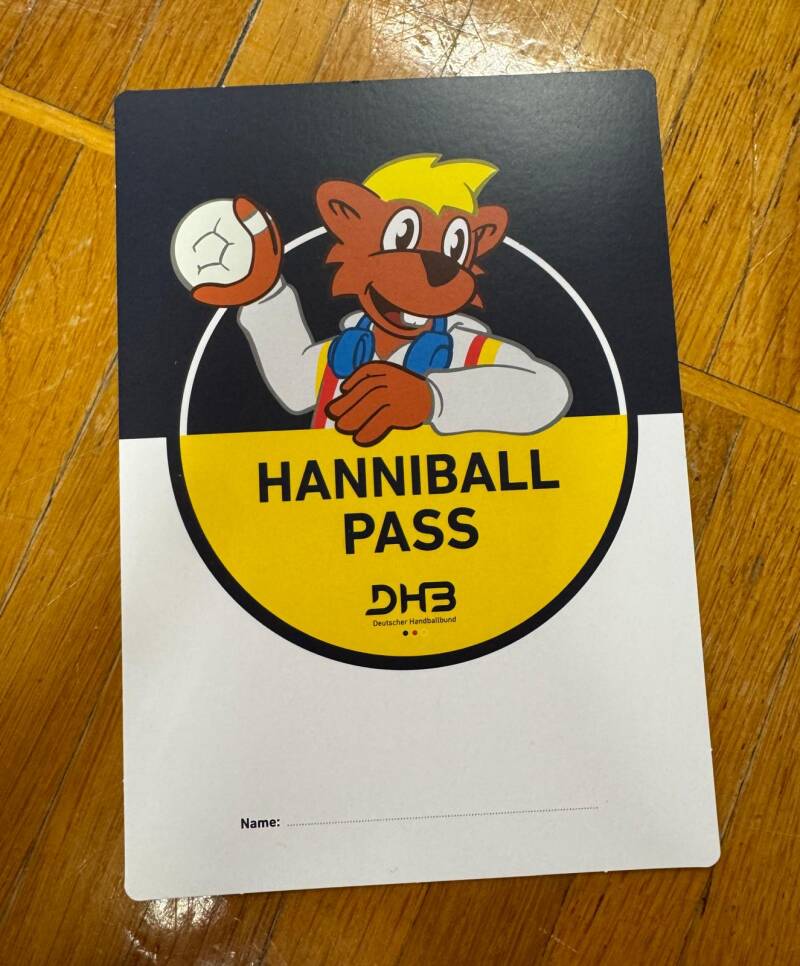 HANNIBALL
PASS
DHB
Deutscher Handballbund
Name: